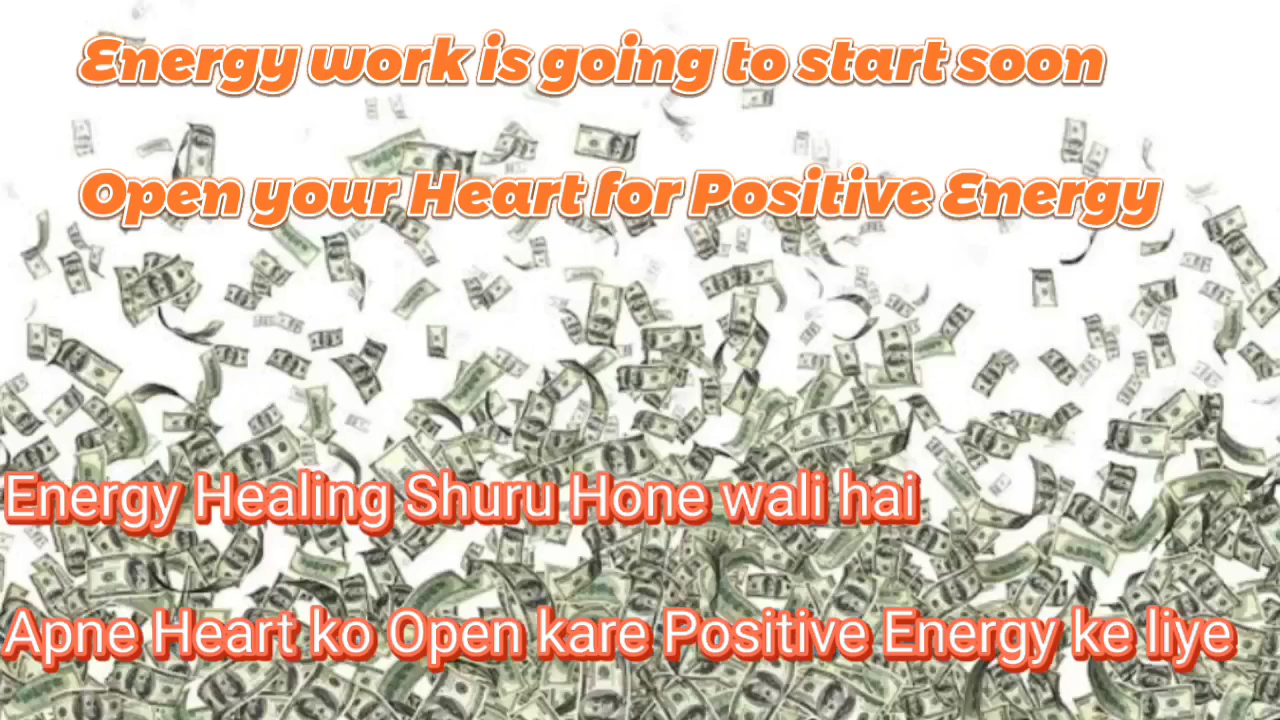 Energy work is going to start soon
Open your Heart for Positive Energy
Energy Healing Shuru Hone wali hai
Apne Heart ko Open kare Positive Energy ke liye